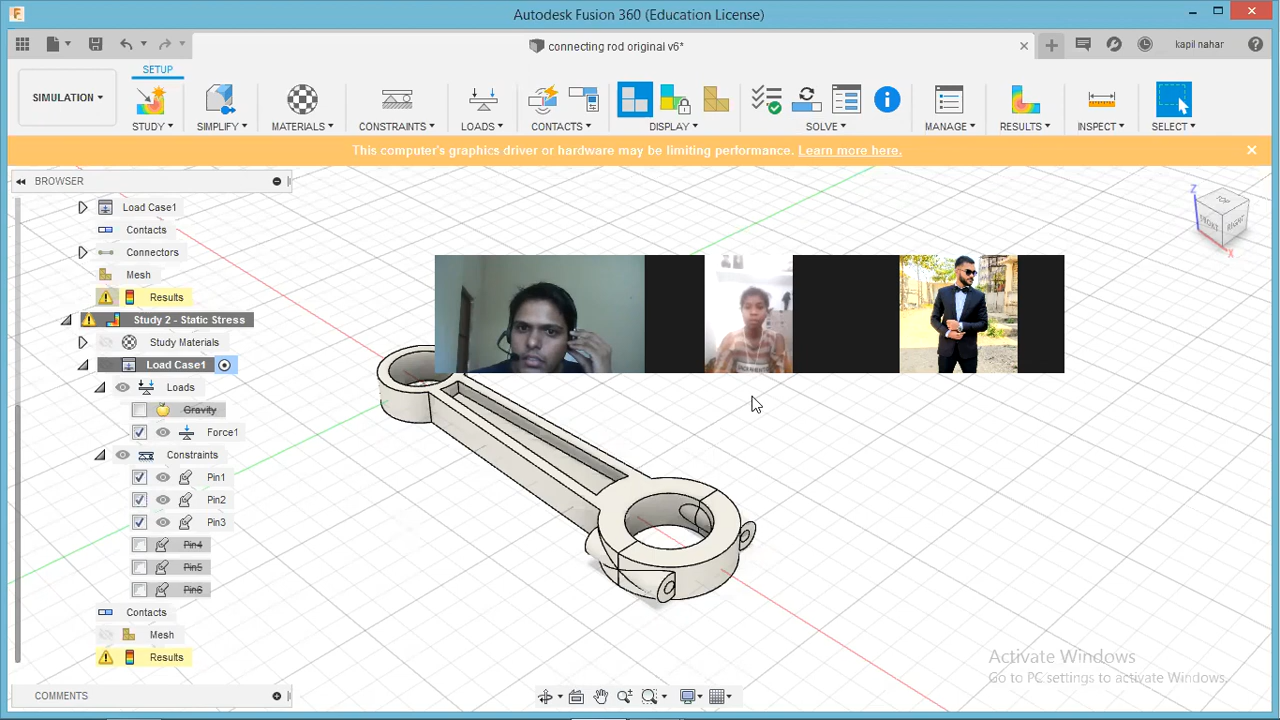 Autodesk Fusion 360 (Education License)
connecting rod original v6*
kapil nahar
SETUP
SIMULATION
STUDY
SIMPLIFY
MATERIALS
CONSTRAINTS
LOADS
CONTACTS
DISPLAY
SOLVE
MANAGE
RESULTS
INSPECT
SELECT
This computer's graphics driver or hardware may be limiting performance. Learn more here.
BROWSER
Load Case1
Contacts
Connectors
Mesh
Results
Study 2 - Static Stress
Study Materials
Load Case1
Loads
Gravity
Force1
Constraints
Pin1
Pin2
Pin3
Pin4
Pin5
Pin6
Contacts
Mesh
Results
COMMENTS
Z
TOP
FRONT
RIGHT
X
Activate Windows
Go to PC settings to activate Windows.